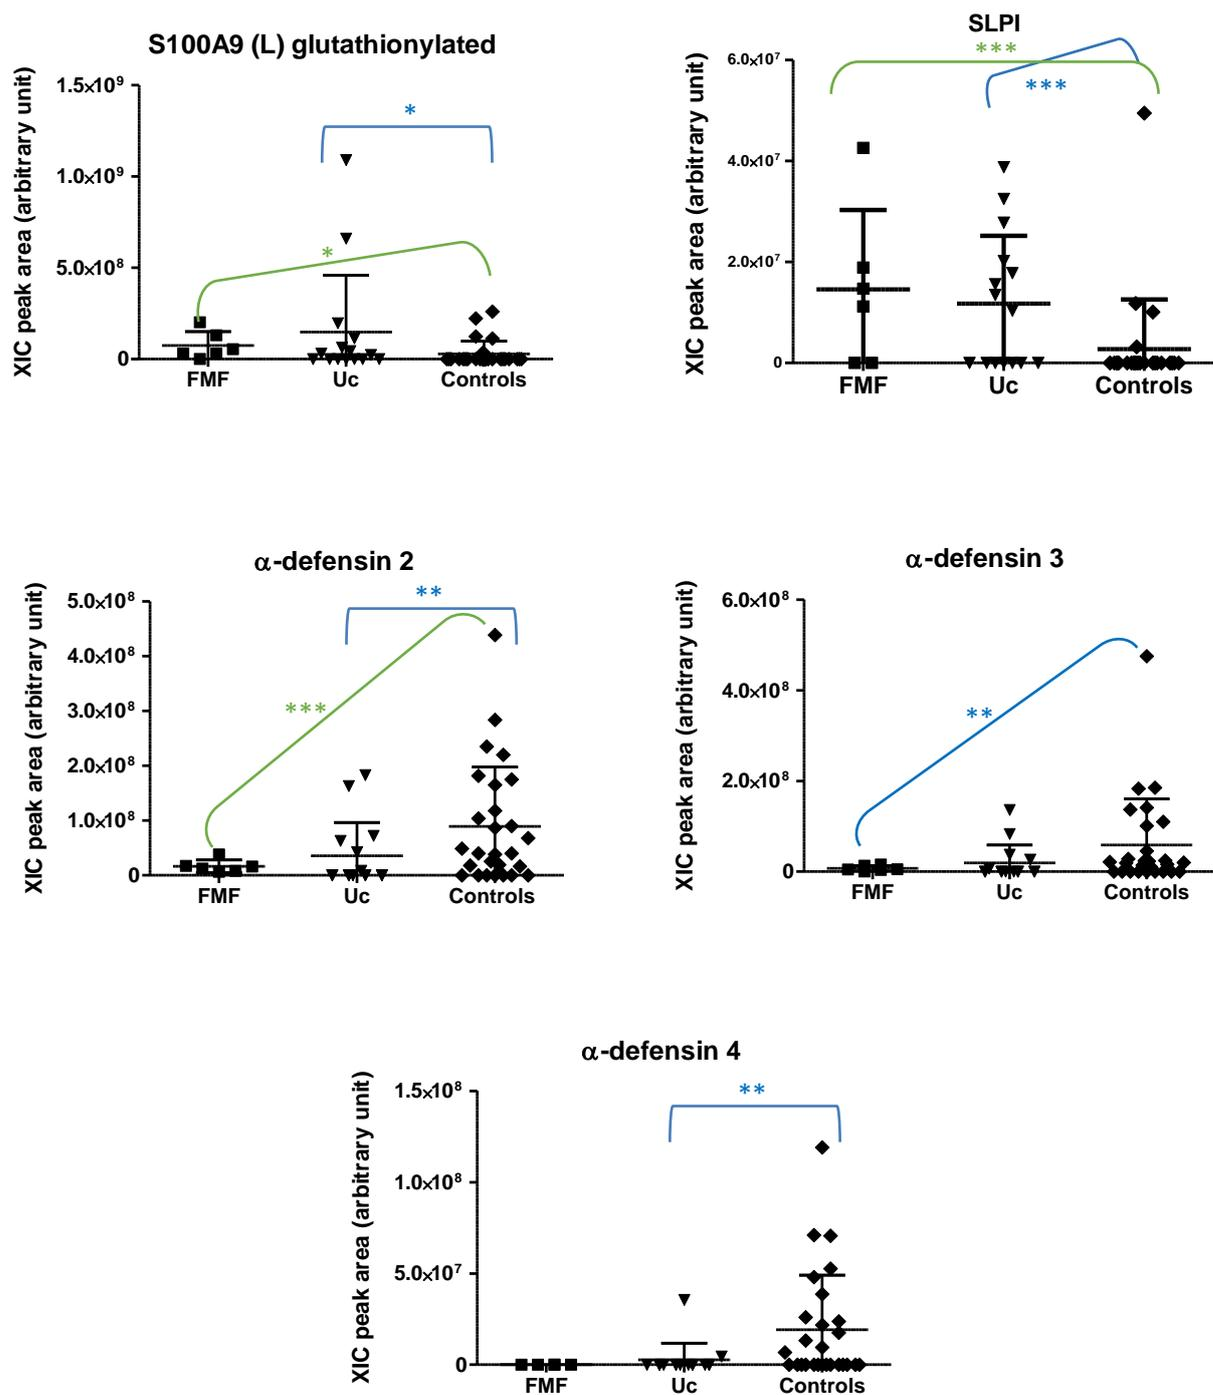 S100A9 (L) glutathionylated
XIC peak area (arbitrary unit)
1.5×10⁹
1.0×10⁹
5.0×10⁸
0
*
*
FMF Uc Controls
SLPI
XIC peak area (arbitrary unit)
6.0×10⁷
4.0×10⁷
2.0×10⁷
0
***
***
FMF Uc Controls
α-defensin 2
XIC peak area (arbitrary unit)
5.0×10⁸
4.0×10⁸
3.0×10⁸
2.0×10⁸
1.0×10⁸
0
**
***
FMF Uc Controls
α-defensin 3
XIC peak area (arbitrary unit)
6.0×10⁸
4.0×10⁸
2.0×10⁸
0
**
FMF Uc Controls
α-defensin 4
XIC peak area (arbitrary unit)
1.5×10⁸
1.0×10⁸
5.0×10⁷
0
**
FMF Uc Controls